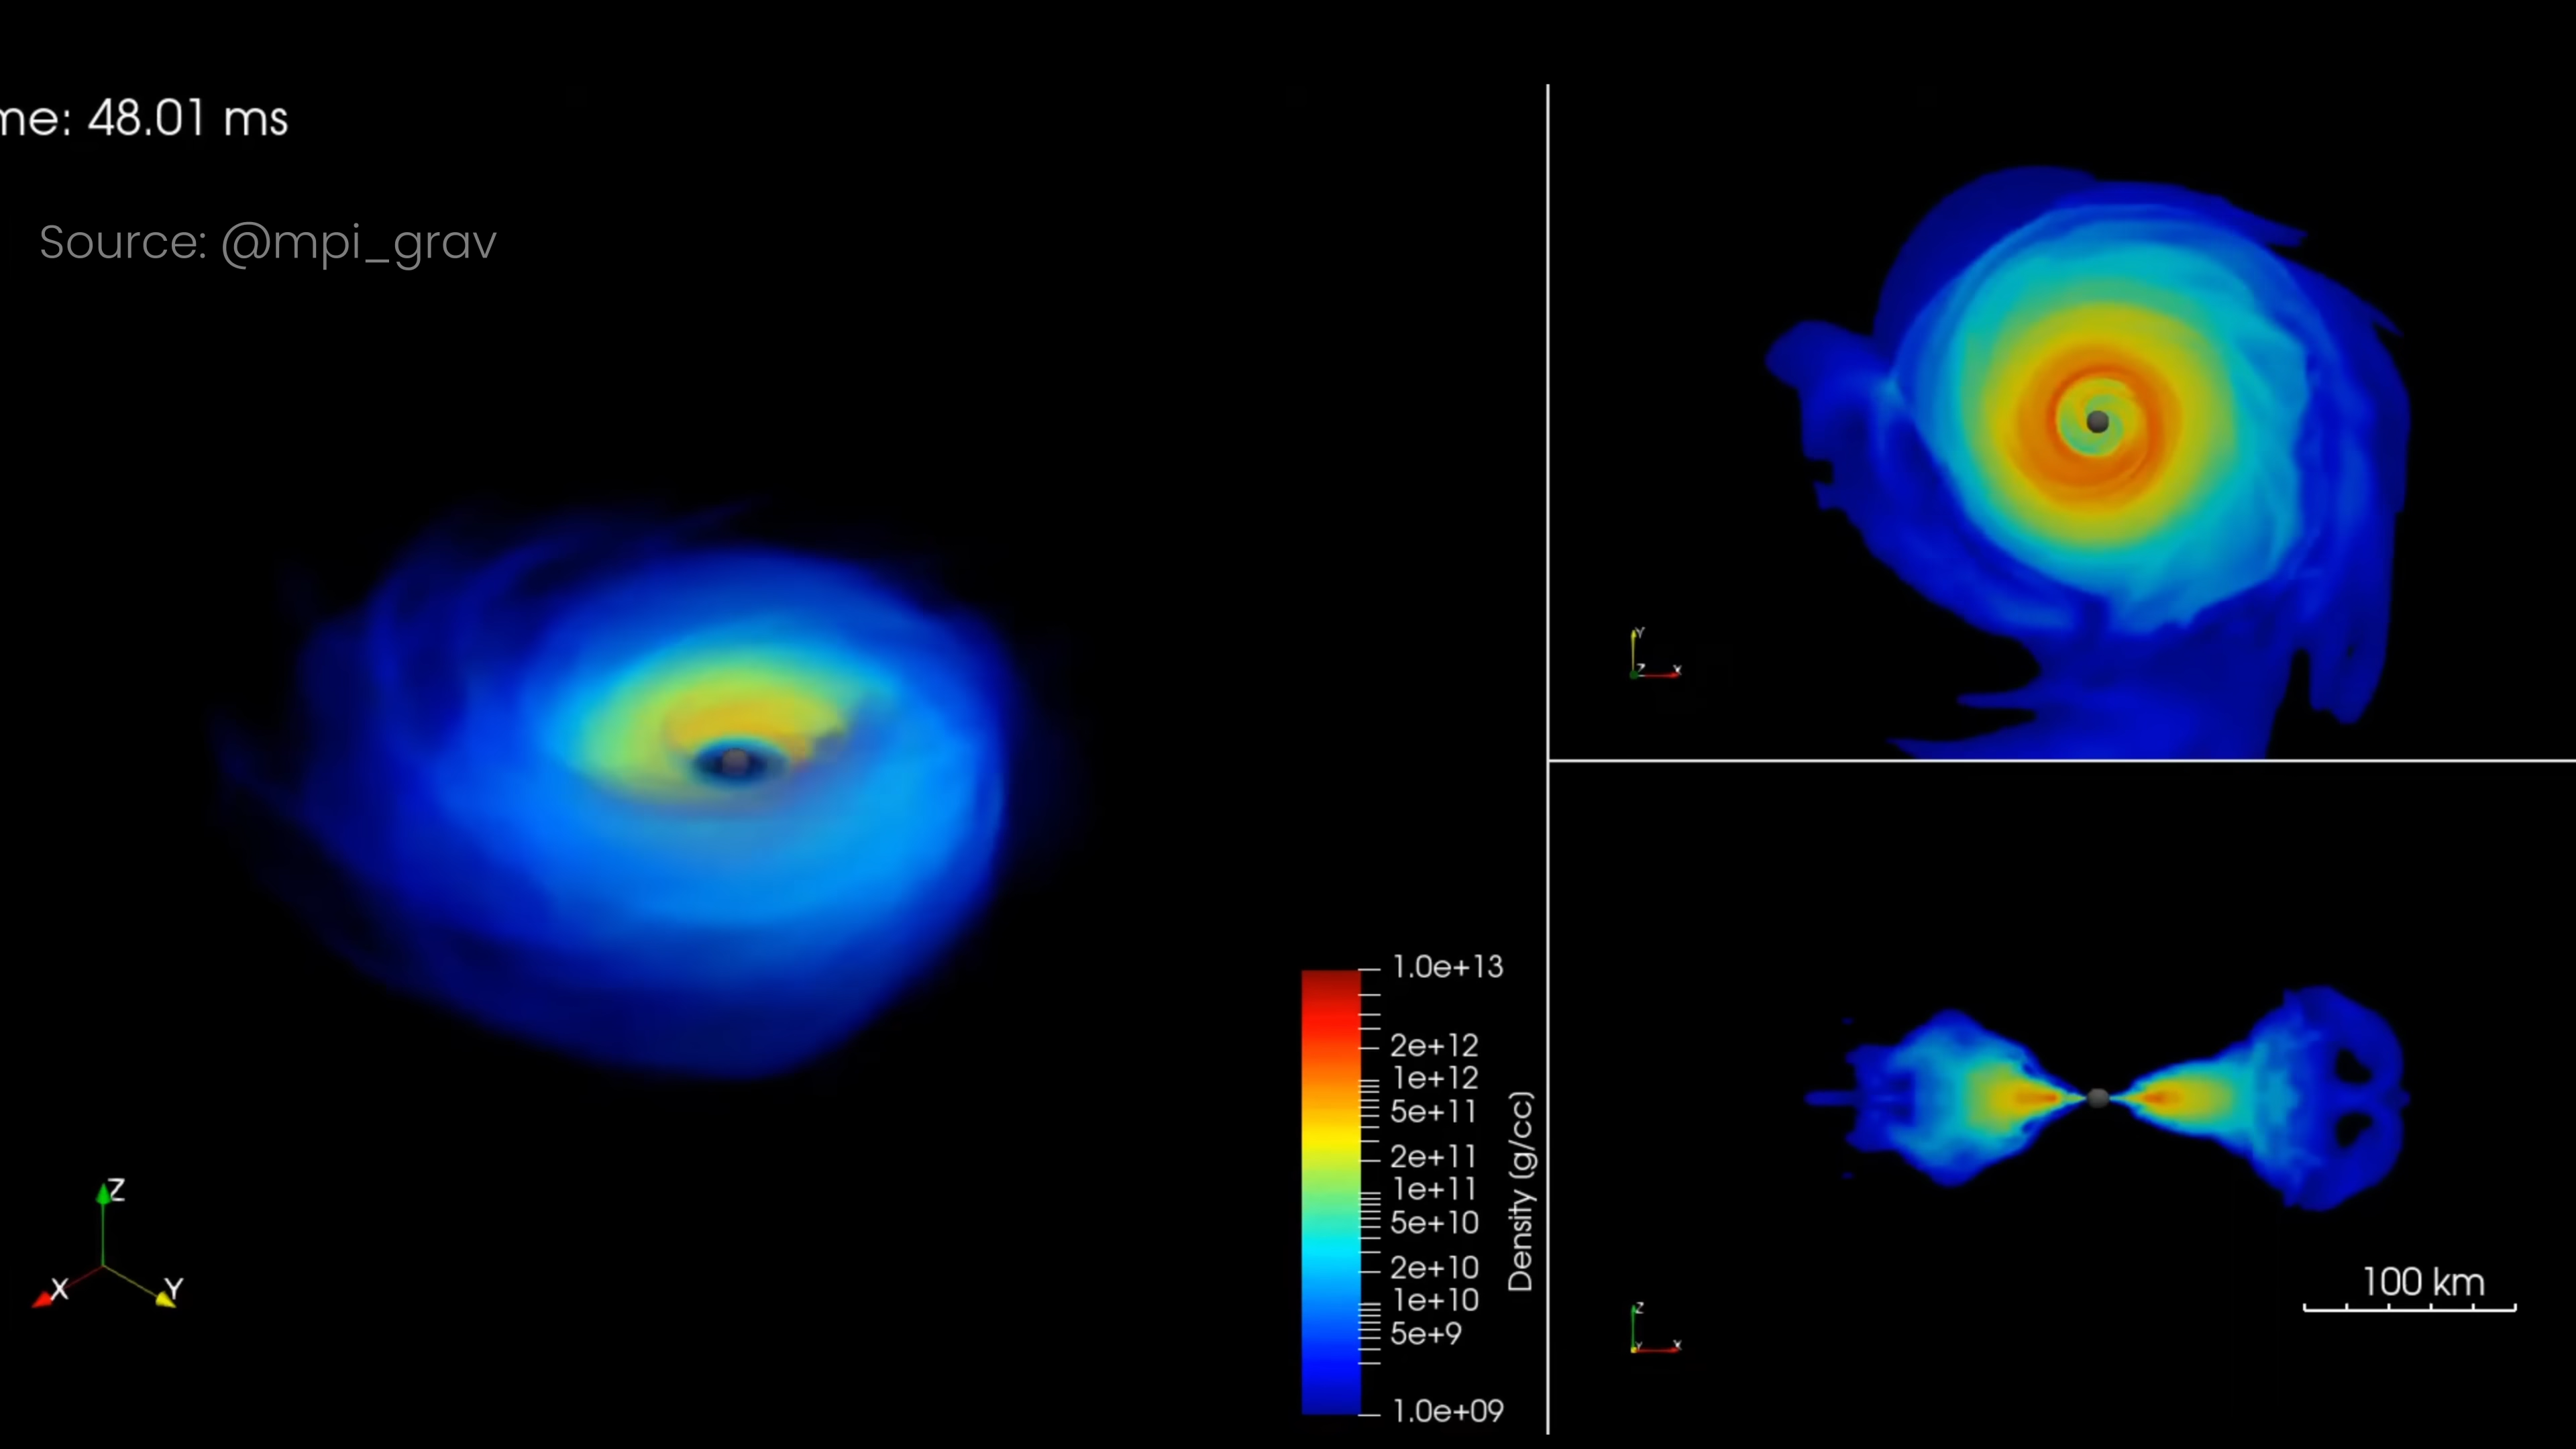 me: 48.01 ms
Source: @mpi_grav
Y
Z X
1.0e+13
2e+12
1e+12
5e+11
2e+11
1e+11
5e+10
2e+10
1e+10
5e+9
1.0e+09
Density (g/cc)
Z
X Y
100 km
Z
Y X